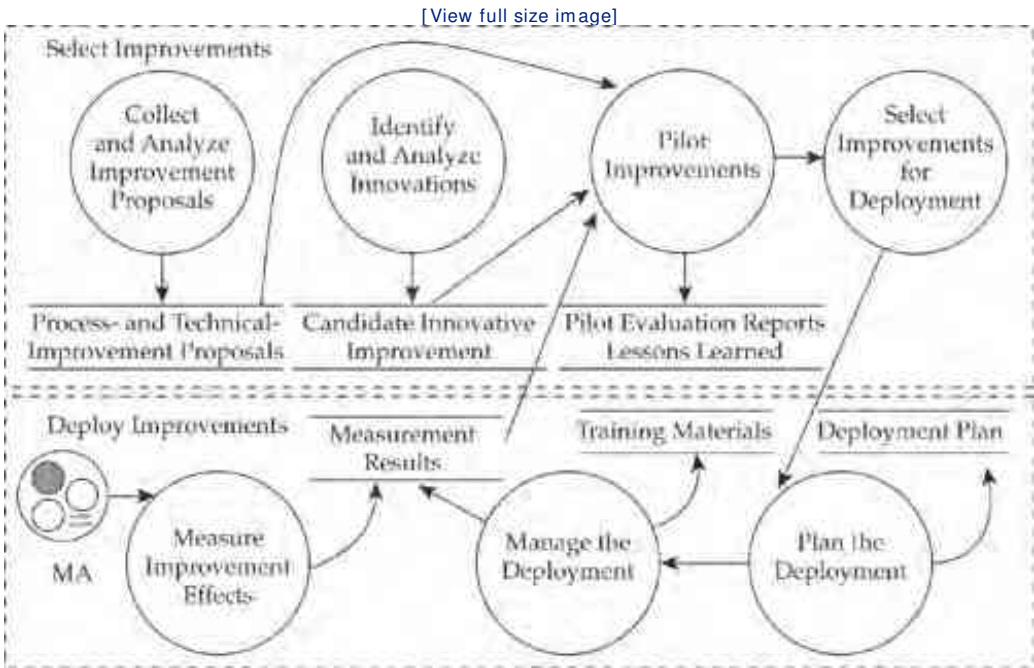 [View full size image]
Select Improvements
Collect
and Analyze
Improvement
Proposals
Identify
and Analyze
Innovations
Pilot
Improvements
Select
Improvements
for
Deployment
Process- and Technical-
Improvement Proposals
Candidate Innovative
Improvement
Pilot Evaluation Reports
Lessons Learned
Deploy Improvements
Measurement
Results
Training Materials
Deployment Plan
MA
Measure
Improvement
Effects
Manage the
Deployment
Plan the
Deployment